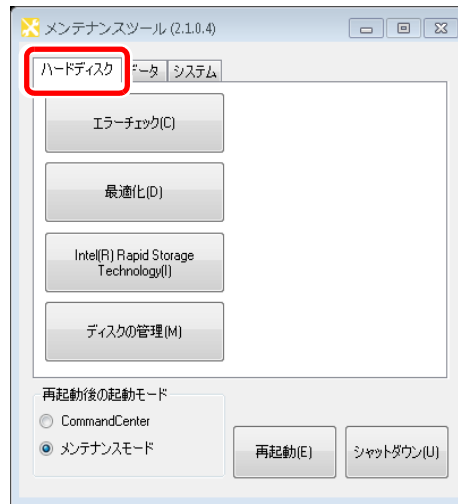 メンテナンスツール (2.1.0.4)
ハードディスク データ システム
エラーチェック(C)
最適化(D)
Intel(R) Rapid Storage
Technology(I)
ディスクの管理(M)
再起動後の起動モード
CommandCenter
メンテナンスモード
再起動(E) シャットダウン(U)